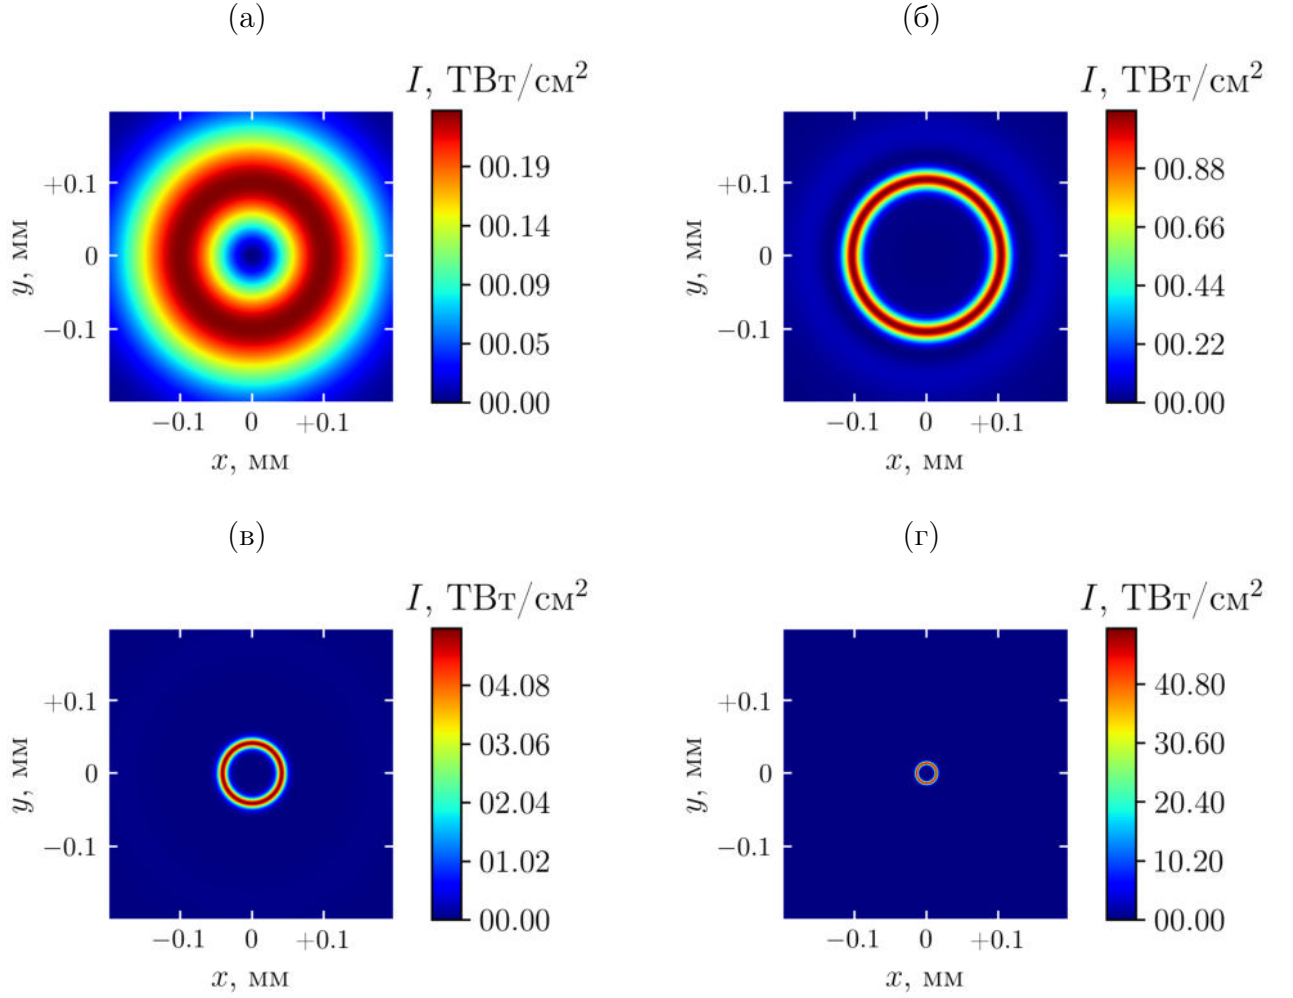 (а)
I, ТВт/см²
00.19
00.14
00.09
00.05
00.00
+0.1
0
−0.1
y, мм
−0.1 0 +0.1
x, мм
(б)
I, ТВт/см²
00.88
00.66
00.44
00.22
00.00
+0.1
0
−0.1
y, мм
−0.1 0 +0.1
x, мм
(в)
I, ТВт/см²
04.08
03.06
02.04
01.02
00.00
+0.1
0
−0.1
y, мм
−0.1 0 +0.1
x, мм
(г)
I, ТВт/см²
40.80
30.60
20.40
10.20
00.00
+0.1
0
−0.1
y, мм
−0.1 0 +0.1
x, мм